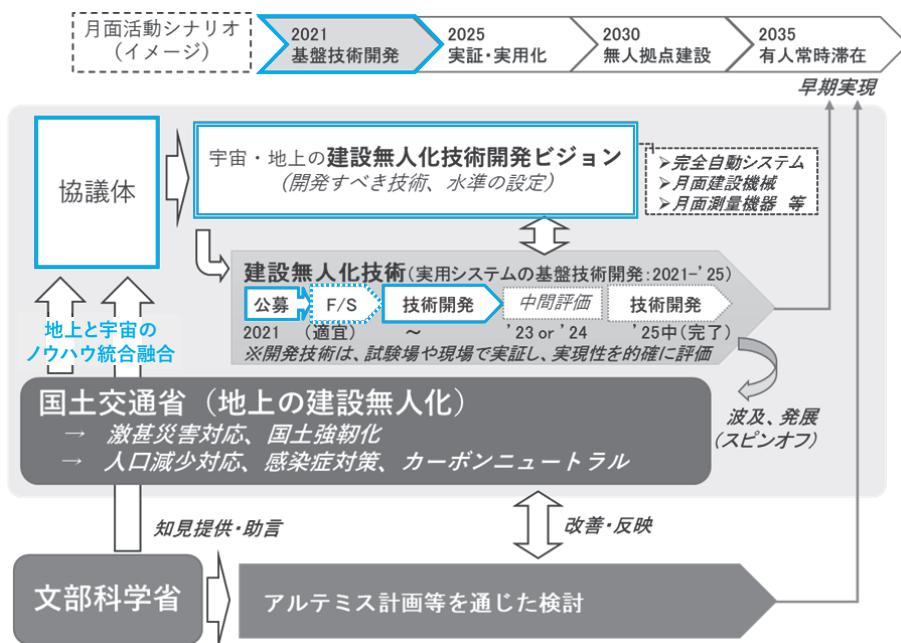 月面活動シナリオ
（イメージ）
2021
基盤技術開発
2025
実証・実用化
2030
無人拠点建設
2035
有人常時滞在
早期実現
協議体
宇宙・地上の建設無人化技術開発ビジョン
（開発すべき技術、水準の設定）
➢完全自動システム
➢月面建設機械
➢月面測量機器 等
建設無人化技術（実用システムの基盤技術開発：2021-’25）
公募
F/S
技術開発
中間評価
技術開発
2021 （適宜） ～ ’23 or ’24 ’25中（完了）
※開発技術は、試験場や現場で実証し、実現性を的確に評価
地上と宇宙の
ノウハウ統合融合
国土交通省（地上の建設無人化）
→ 激甚災害対応、国土強靭化
→ 人口減少対応、感染症対策、カーボンニュートラル
波及、発展
（スピンオフ）
知見提供・助言
改善・反映
文部科学省
アルテミス計画等を通じた検討